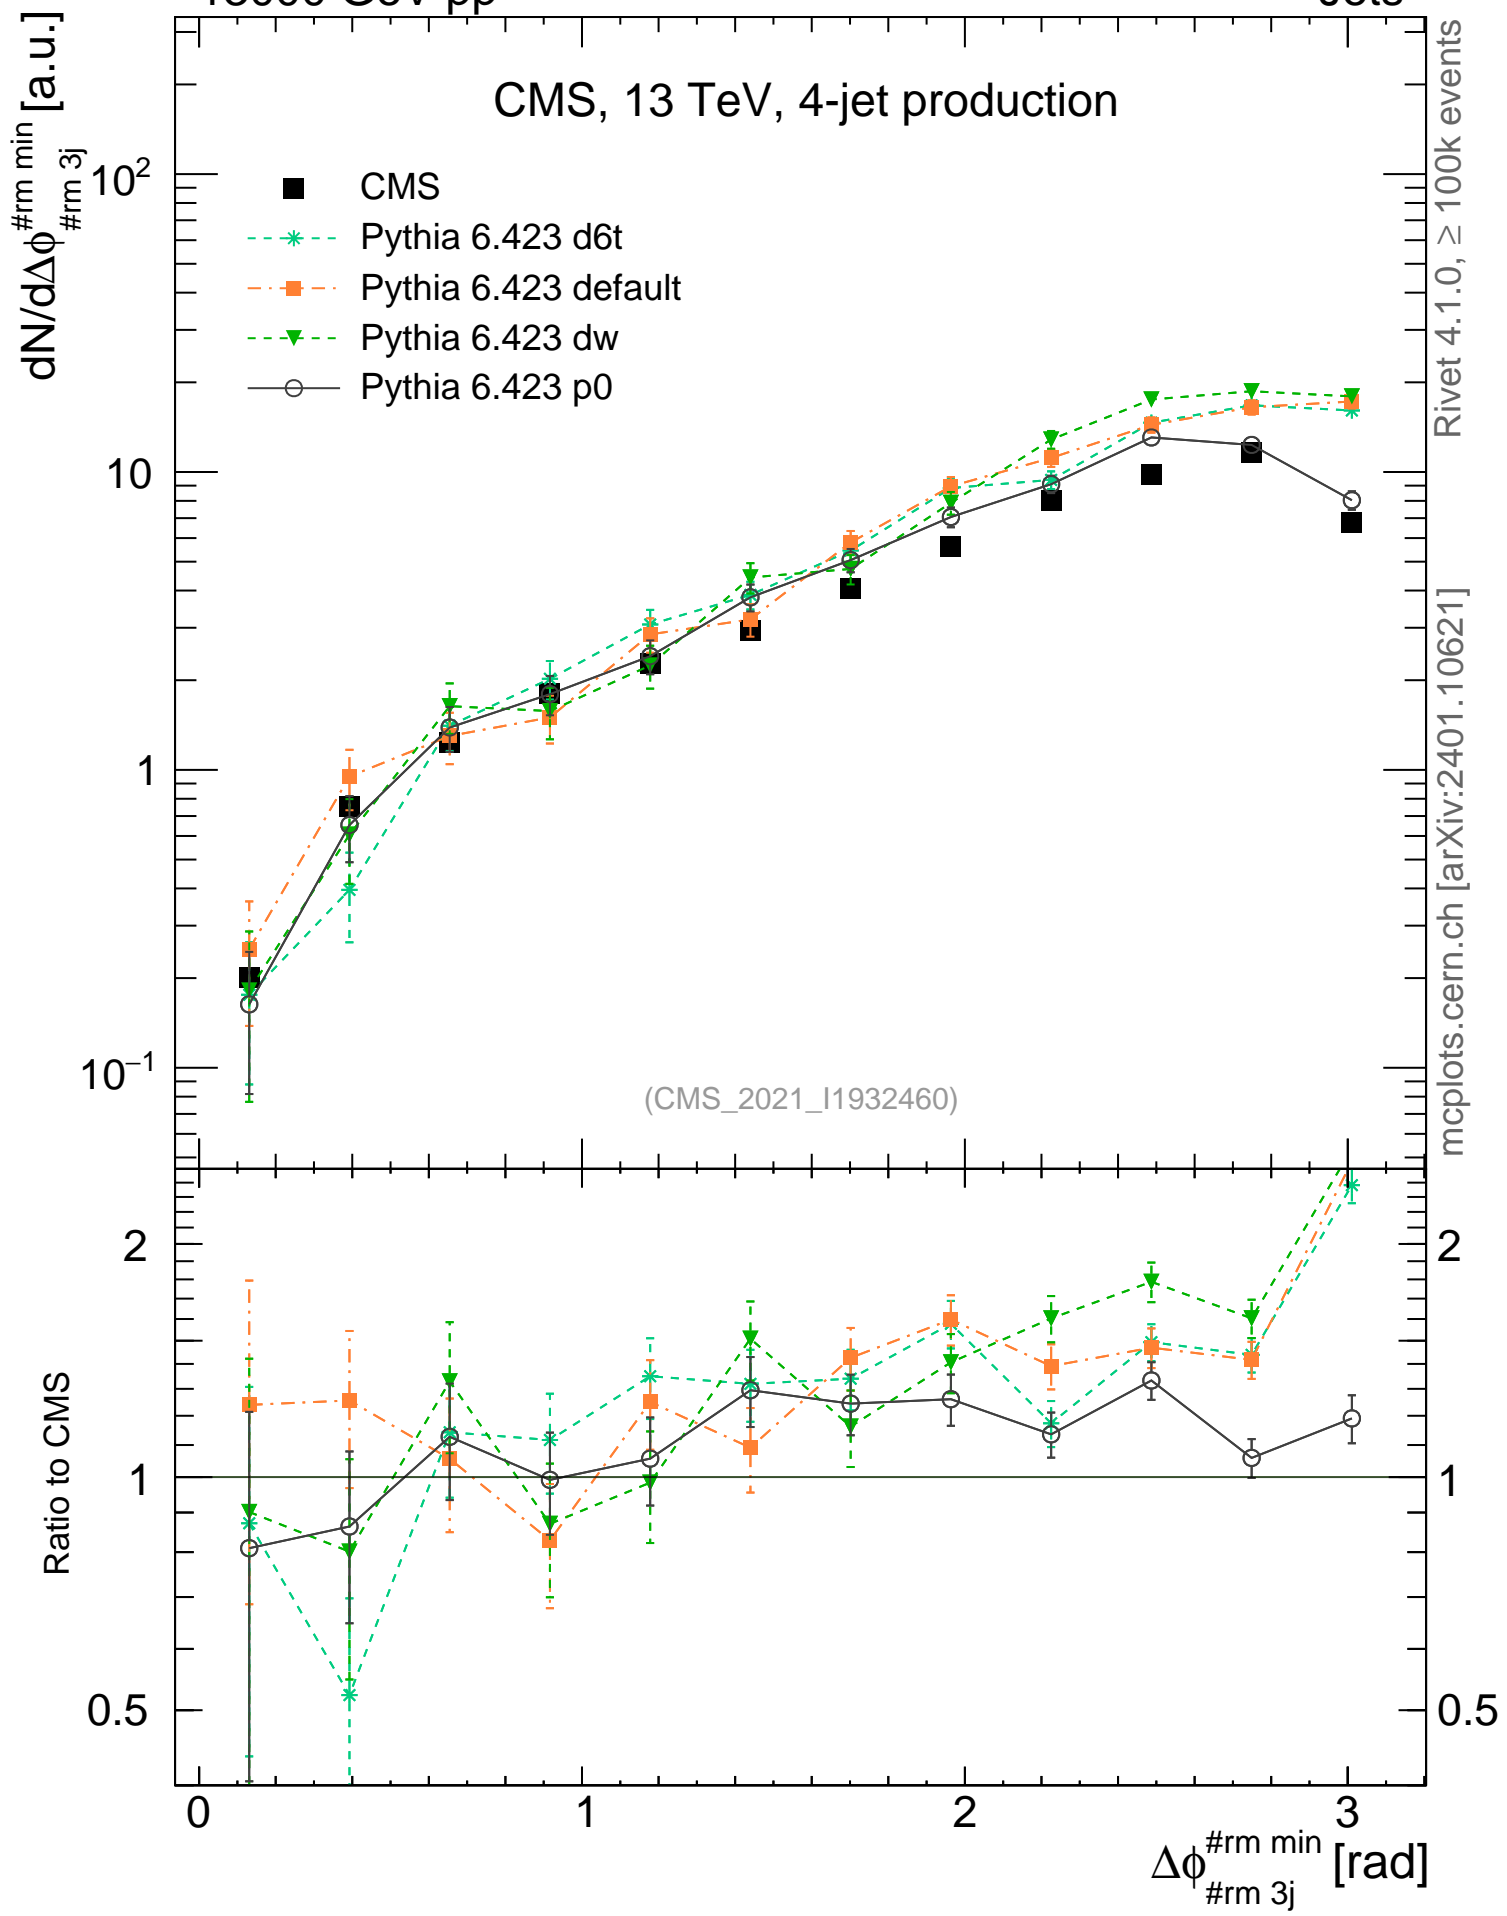 CMS, 13 TeV, 4-jet production
dN/dΔϕ^#rm min_#rm 3j [a.u.]
CMS
Pythia 6.423 d6t
Pythia 6.423 default
Pythia 6.423 dw
Pythia 6.423 p0
10²
10
1
10⁻¹
(CMS_2021_I1932460)
Rivet 4.1.0, ≥ 100k events
mcplots.cern.ch [arXiv:2401.10621]
Ratio to CMS
2
1
0.5
2
1
0.5
0 1 2 3
Δϕ^#rm min_#rm 3j [rad]